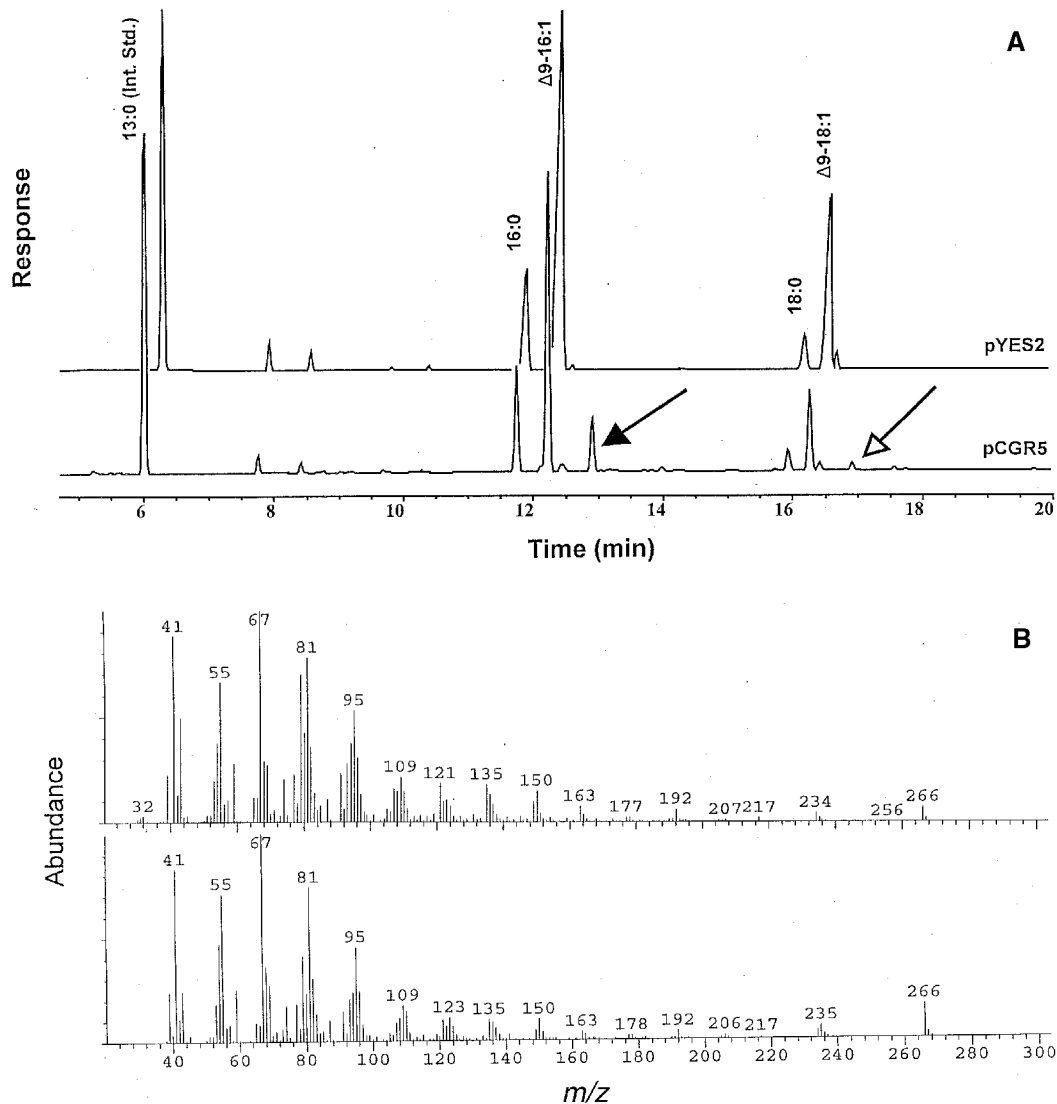 A
Response
13:0 (Int. Std.)
16:0
Δ9-16:1
18:0
Δ9-18:1
pYES2
pCGR5
6 8 10 12 14 16 18 20
Time (min)
B
Abundance
41 55 67 81 95 109 121 135 150 163 177 192 207 217 234 256 266
32
41 55 67 81 95 109 123 135 150 163 178 192 206 217 235 266
40 60 80 100 120 140 160 180 200 220 240 260 280 300
m/z